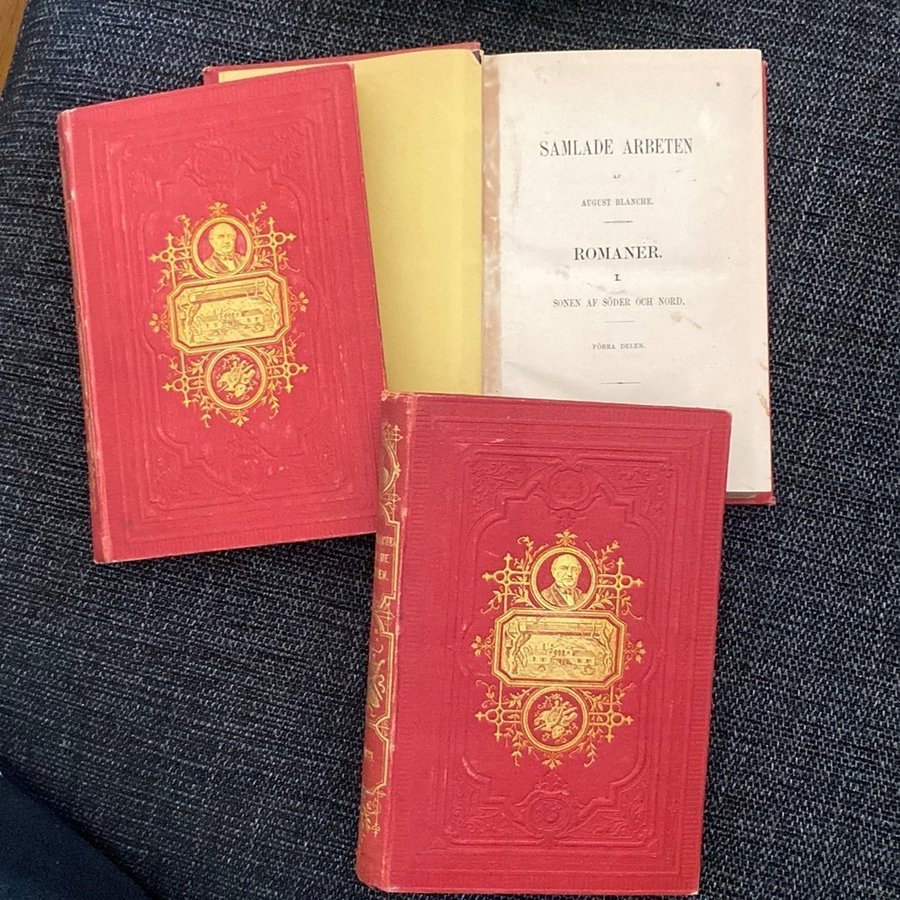 SAMLADE ARBETEN
AF
AUGUST BLANCHE.
ROMANER.
I.
SONEN AF SÖDER OCH NORD.
FÖRRA DELEN.